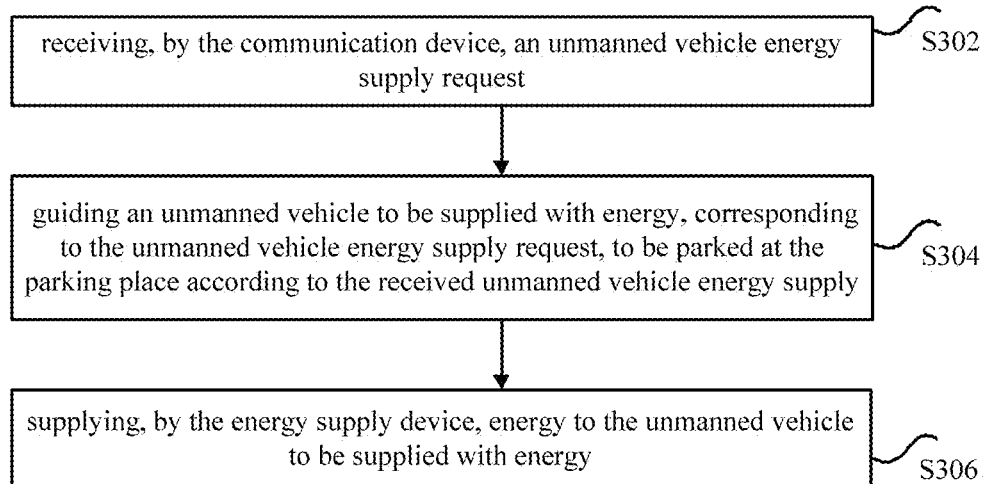 receiving, by the communication device, an unmanned vehicle energy
supply request
S302
guiding an unmanned vehicle to be supplied with energy, corresponding
to the unmanned vehicle energy supply request, to be parked at the
parking place according to the received unmanned vehicle energy supply
S304
supplying, by the energy supply device, energy to the unmanned vehicle
to be supplied with energy
S306